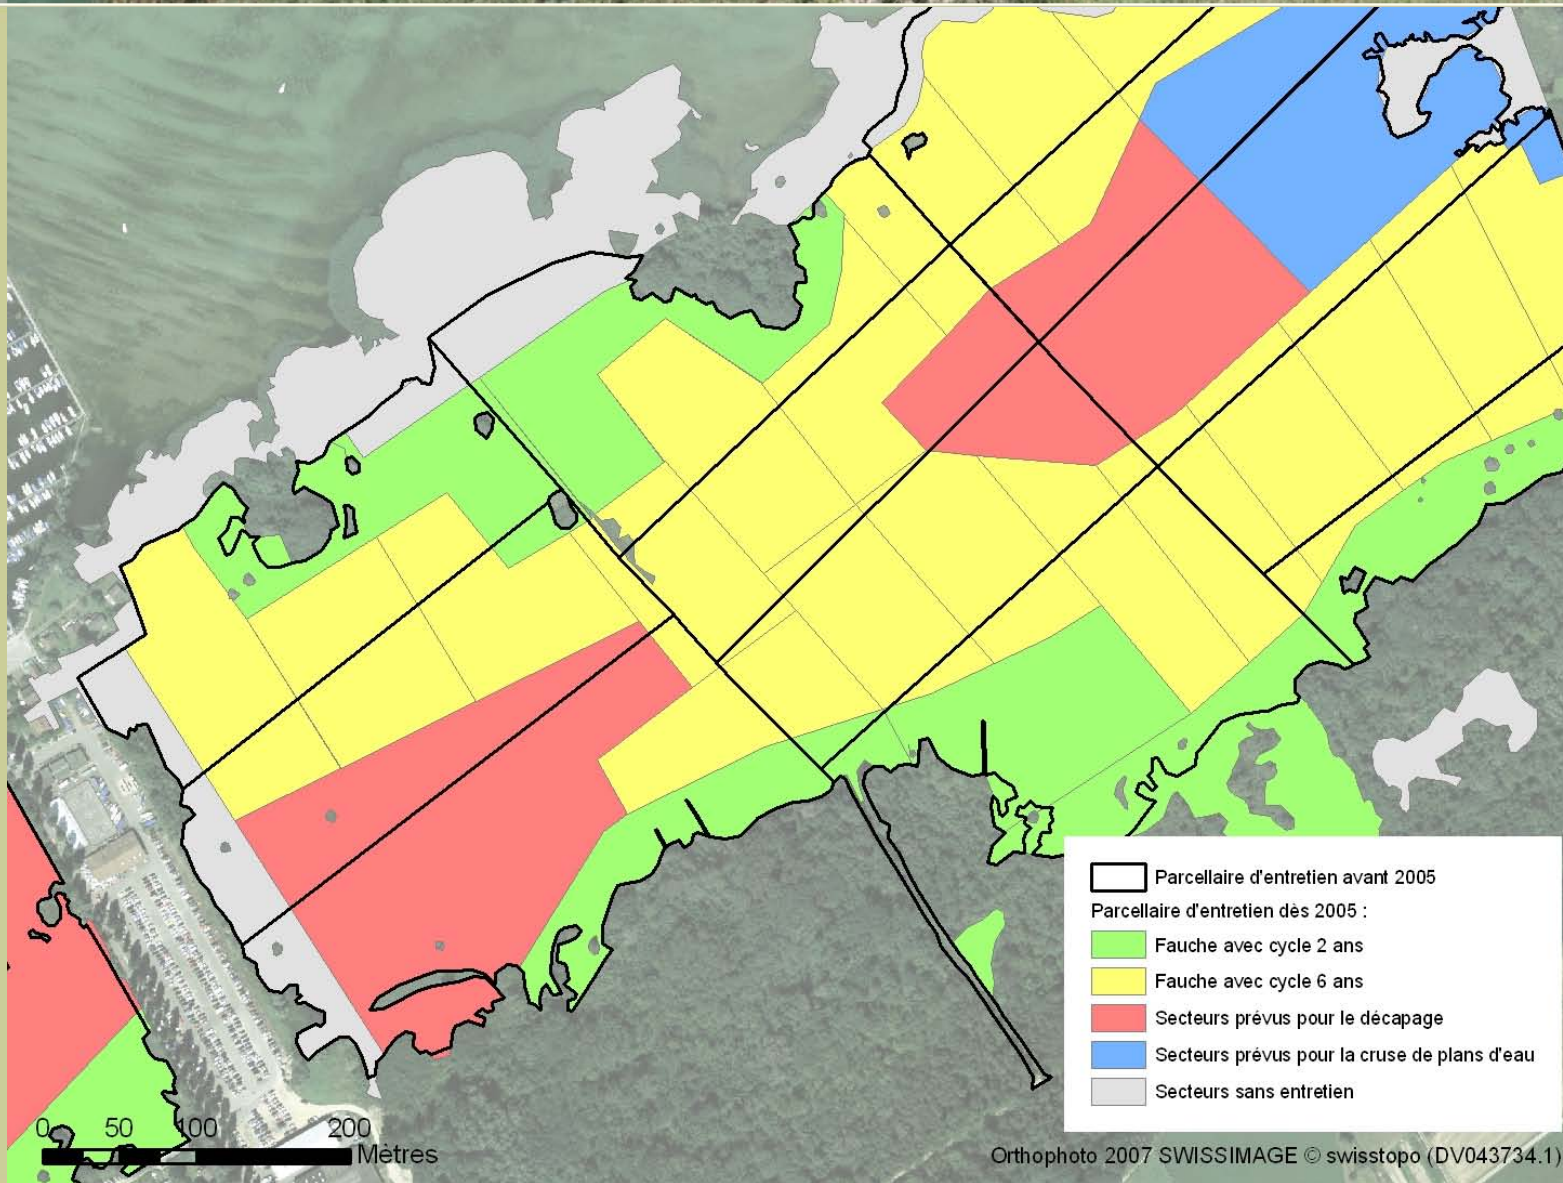 Parcellaire d'entretien avant 2005
Parcellaire d'entretien dès 2005 :
Fauche avec cycle 2 ans
Fauche avec cycle 6 ans
Secteurs prévus pour le décapage
Secteurs prévus pour la cruse de plans d'eau
Secteurs sans entretien
0 50 100 200
Mètres
Orthophoto 2007 SWISSIMAGE © swisstopo (DV043734.1)